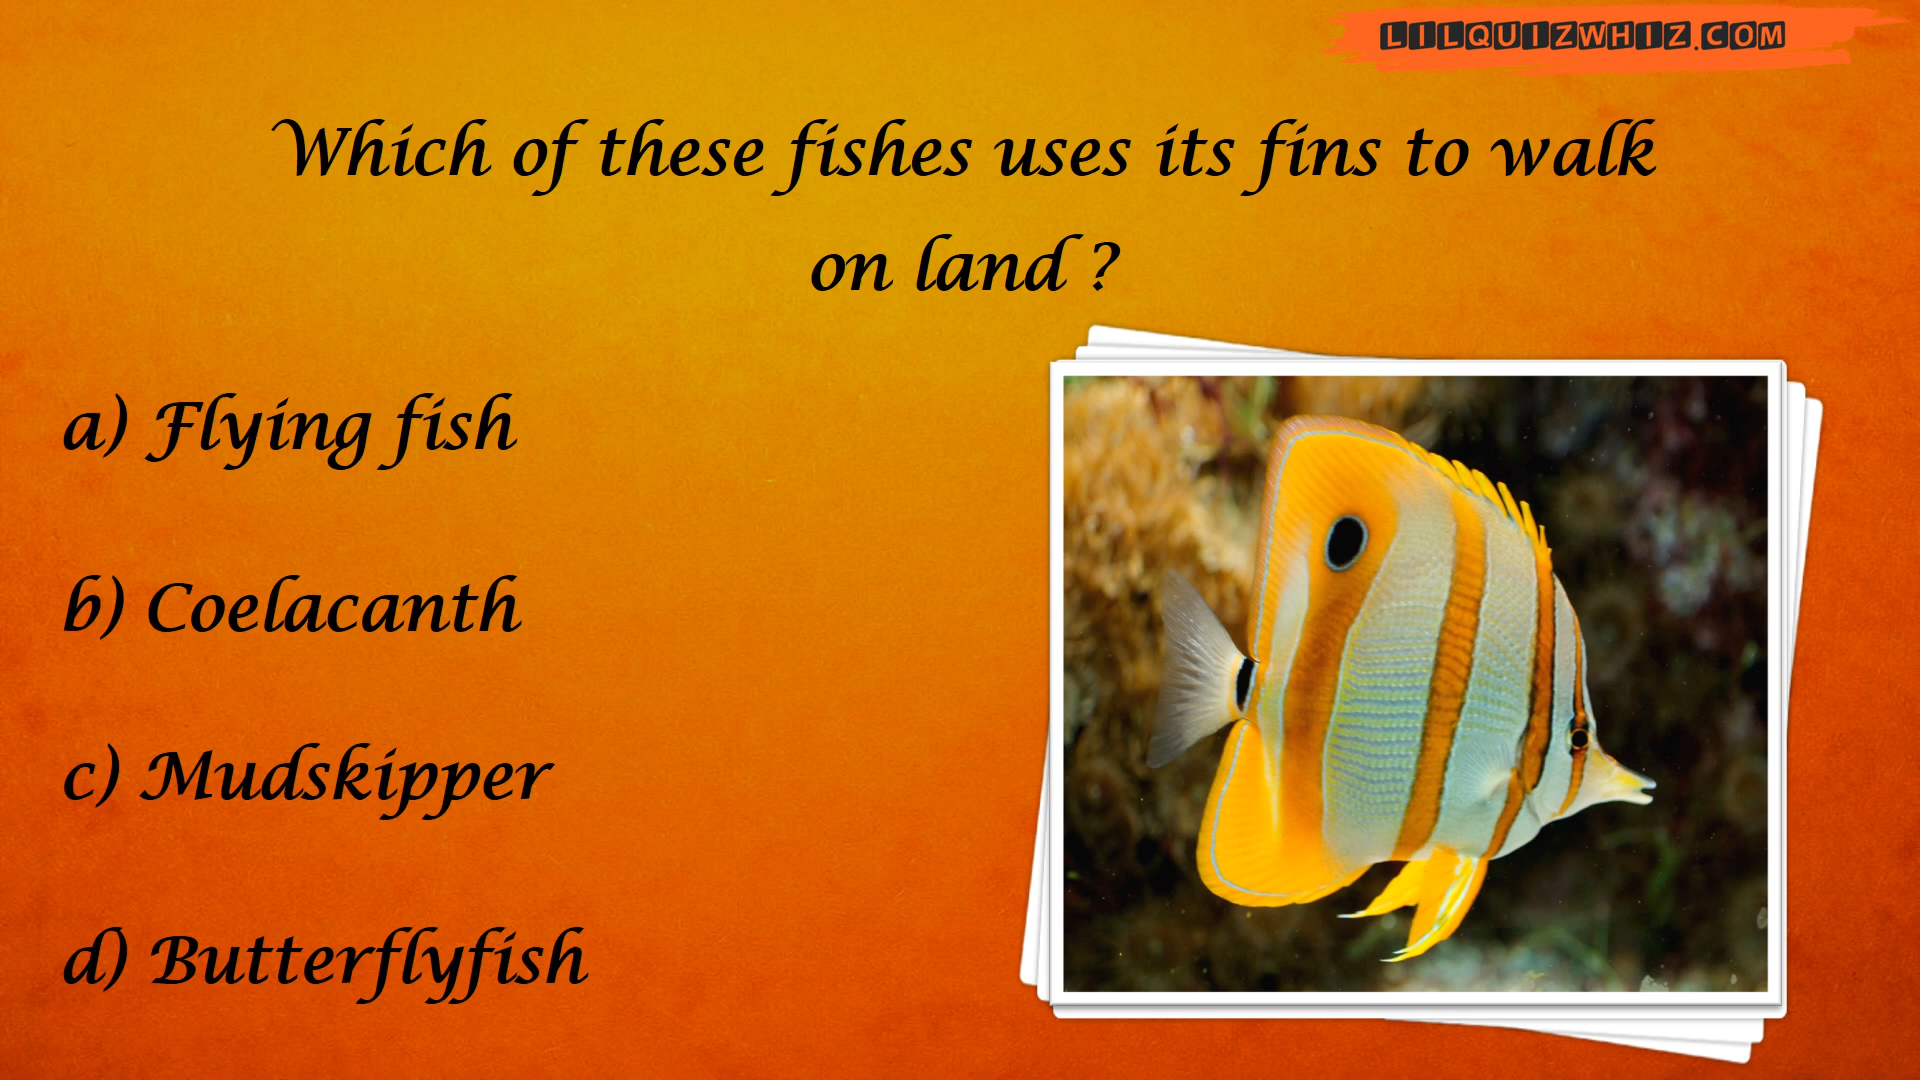 LILQUIZWHIZ.COM
Which of these fishes uses its fins to walk
on land ?
a) Flying fish
b) Coelacanth
c) Mudskipper
d) Butterflyfish